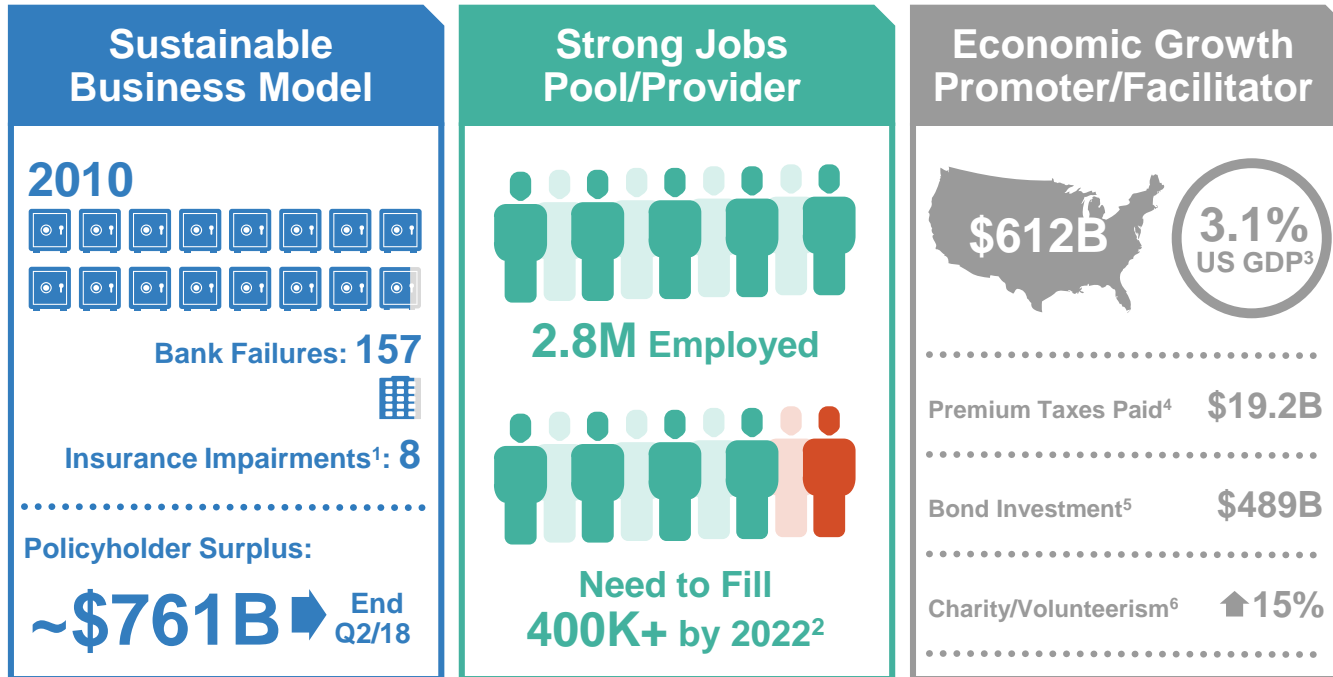 Sustainable
Business Model
2010
Bank Failures: 157
Insurance Impairments¹: 8
Policyholder Surplus:
~$761B
End
Q2/18
Strong Jobs
Pool/Provider
2.8M Employed
Need to Fill
400K+ by 2022²
Economic Growth
Promoter/Facilitator
$612B
3.1%
US GDP³
Premium Taxes Paid⁴ $19.2B
Bond Investment⁵ $489B
Charity/Volunteerism⁶ 15%